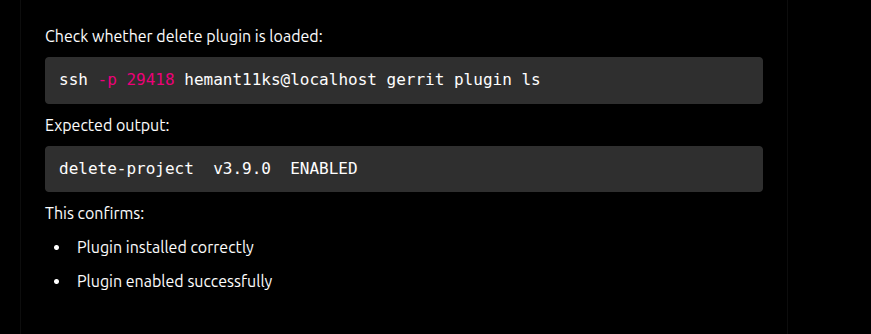 Check whether delete plugin is loaded:
ssh -p 29418 hemant11ks@localhost gerrit plugin ls
Expected output:
delete-project  v3.9.0  ENABLED
This confirms:
• Plugin installed correctly
• Plugin enabled successfully